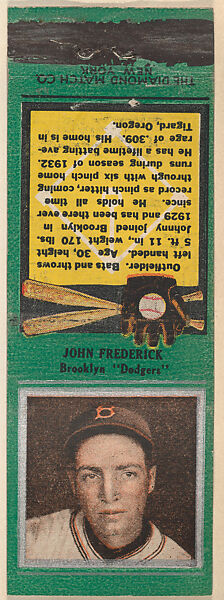 THE DIAMOND MATCH CO.
NEW YORK
Outfielder. Bats and throws
left handed. Age, 30, height
5 ft. 11 in., weight 170 lbs.
Johnny joined Brooklyn in
1929 and has been there ever
since. He holds all time
record as pinch hitter, coming
through with six pinch home
runs during season of 1932.
He has a lifetime batting ave-
rage of .309. His home is in
Tigard, Oregon.
JOHN FREDERICK
Brooklyn "Dodgers"